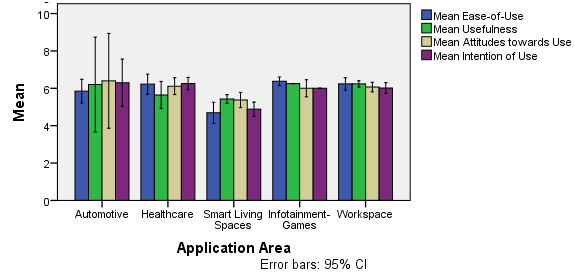 10
8
6
4
2
0
Mean
Automotive
Healthcare
Smart Living
Spaces
Infotainment-
Games
Workspace
Application Area
Error bars: 95% CI
Mean Ease-of-Use
Mean Usefulness
Mean Attitudes towards Use
Mean Intention of Use